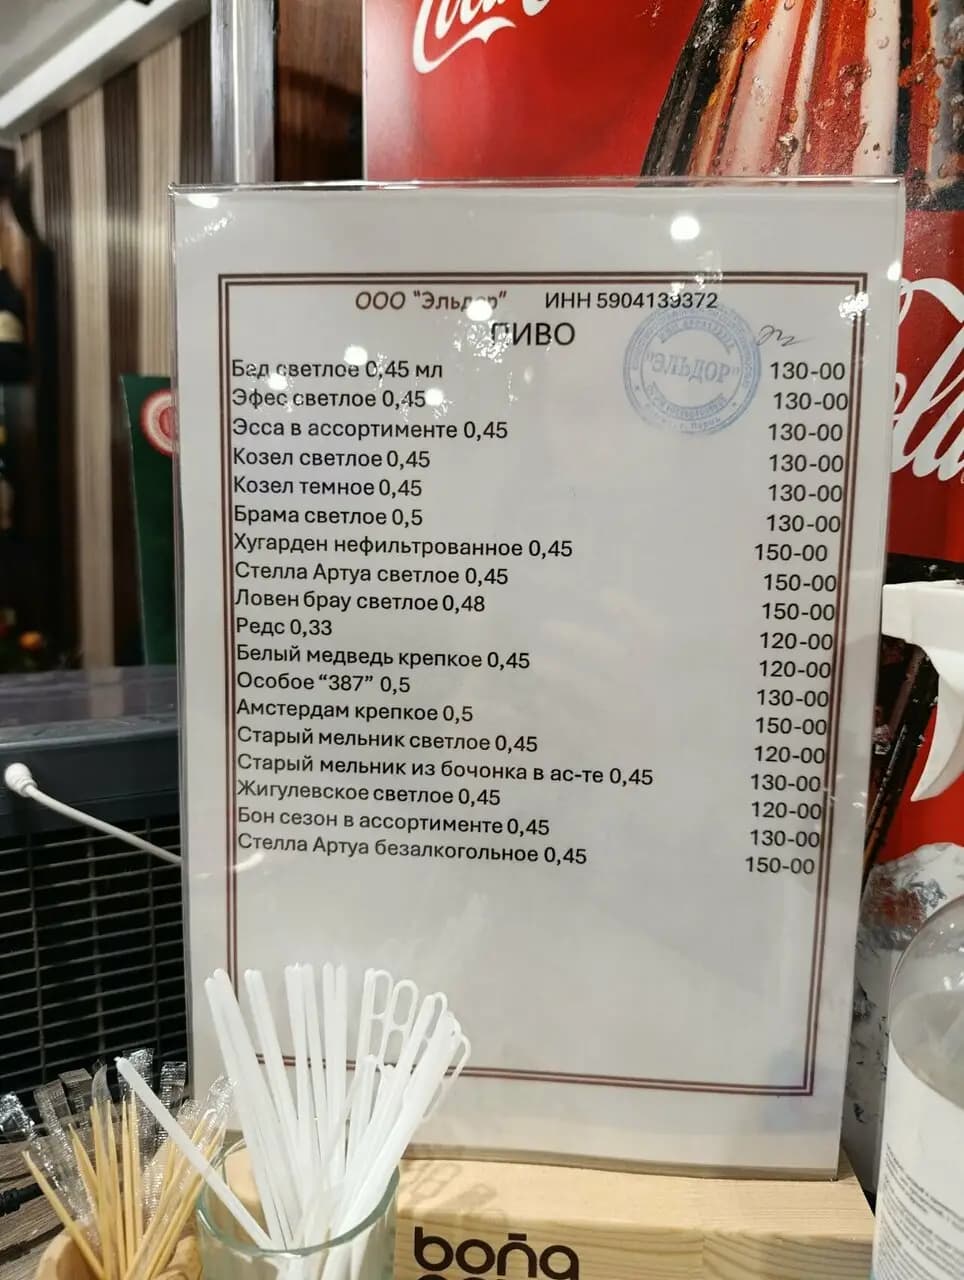 Coca-Cola
ООО "Эльдор" ИНН 5904139372
ПИВО
"ЭЛЬДОР"
Бад светлое 0,45 мл 130-00
Эфес светлое 0,45 130-00
Эсса в ассортименте 0,45 130-00
Козел светлое 0,45 130-00
Козел темное 0,45 130-00
Брама светлое 0,5 130-00
Хугарден нефильтрованное 0,45 150-00
Стелла Артуа светлое 0,45 150-00
Ловен брау светлое 0,48 150-00
Редс 0,33 120-00
Белый медведь крепкое 0,45 120-00
Особое “387” 0,5 130-00
Амстердам крепкое 0,5 150-00
Старый мельник светлое 0,45 120-00
Старый мельник из бочонка в ас-те 0,45 130-00
Жигулевское светлое 0,45 120-00
Бон сезон в ассортименте 0,45 130-00
Стелла Артуа безалкогольное 0,45 150-00
bona